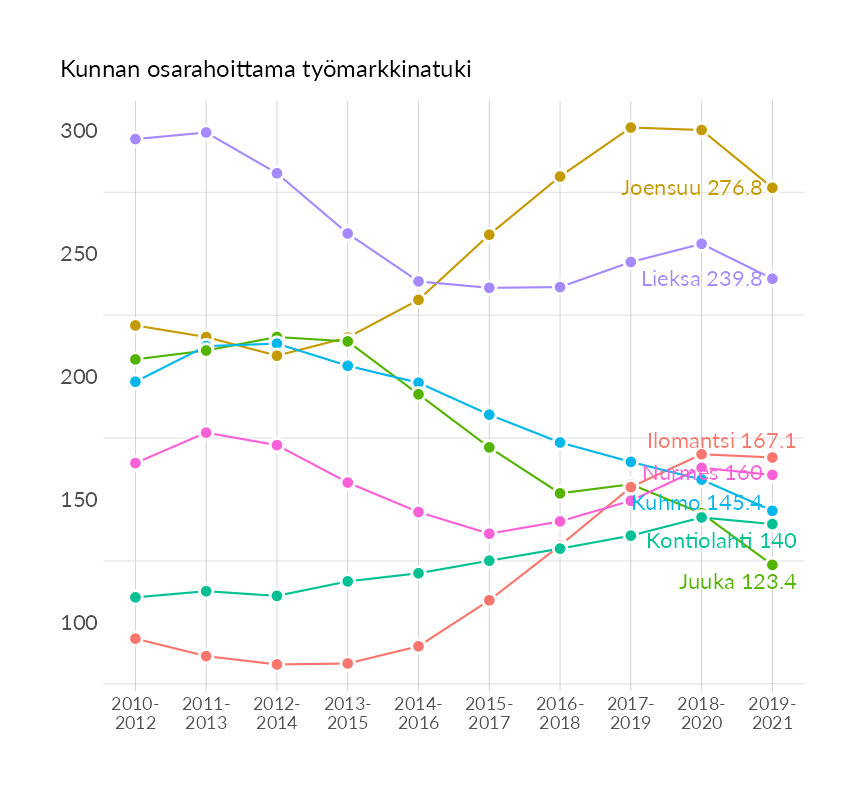 Kunnan osarahoittama työmarkkinatuki
300
Joensuu 276.8
250
Lieksa 239.8
200
Ilomantsi 167.1
Nurmes 160
150
Kuhmo 145.4
Kontiolahti 140
Juuka 123.4
100
2010- 2011- 2012- 2013- 2014- 2015- 2016- 2017- 2018- 2019-
2012 2013 2014 2015 2016 2017 2018 2019 2020 2021